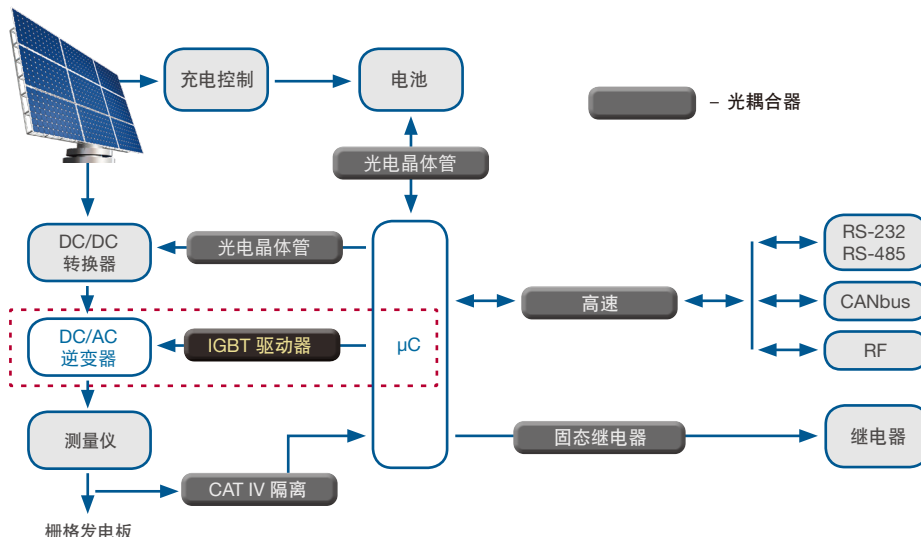 充电控制
电池
– 光耦合器
光电晶体管
DC/DC
转换器
光电晶体管
RS-232
RS-485
高速
CANbus
DC/AC
逆变器
IGBT 驱动器
µC
RF
测量仪
固态继电器
继电器
CAT IV 隔离
栅格发电板